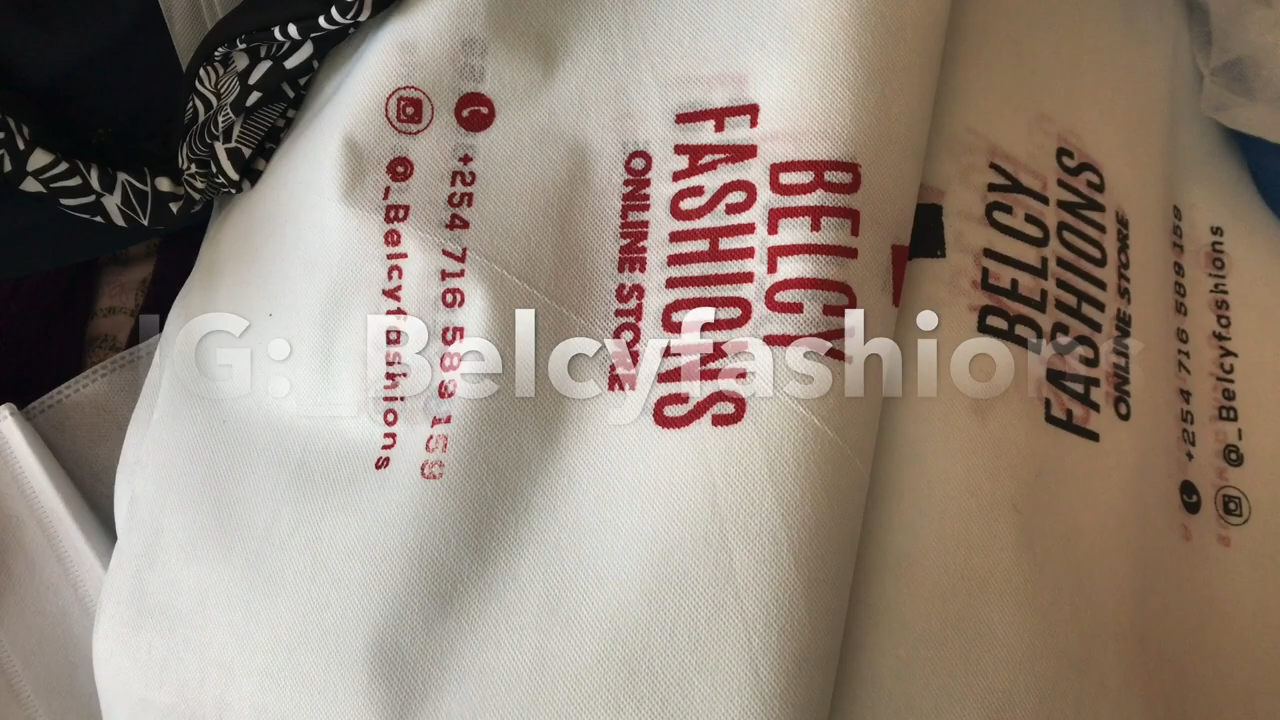 BELCY
FASHIONS
ONLINE STORE
+254 716 589 159
@_Belcyfashions
BELCY
FASHIONS
ONLINE STORE
+254 716 589 159
@_Belcyfashions
IG: _Belcyfashions